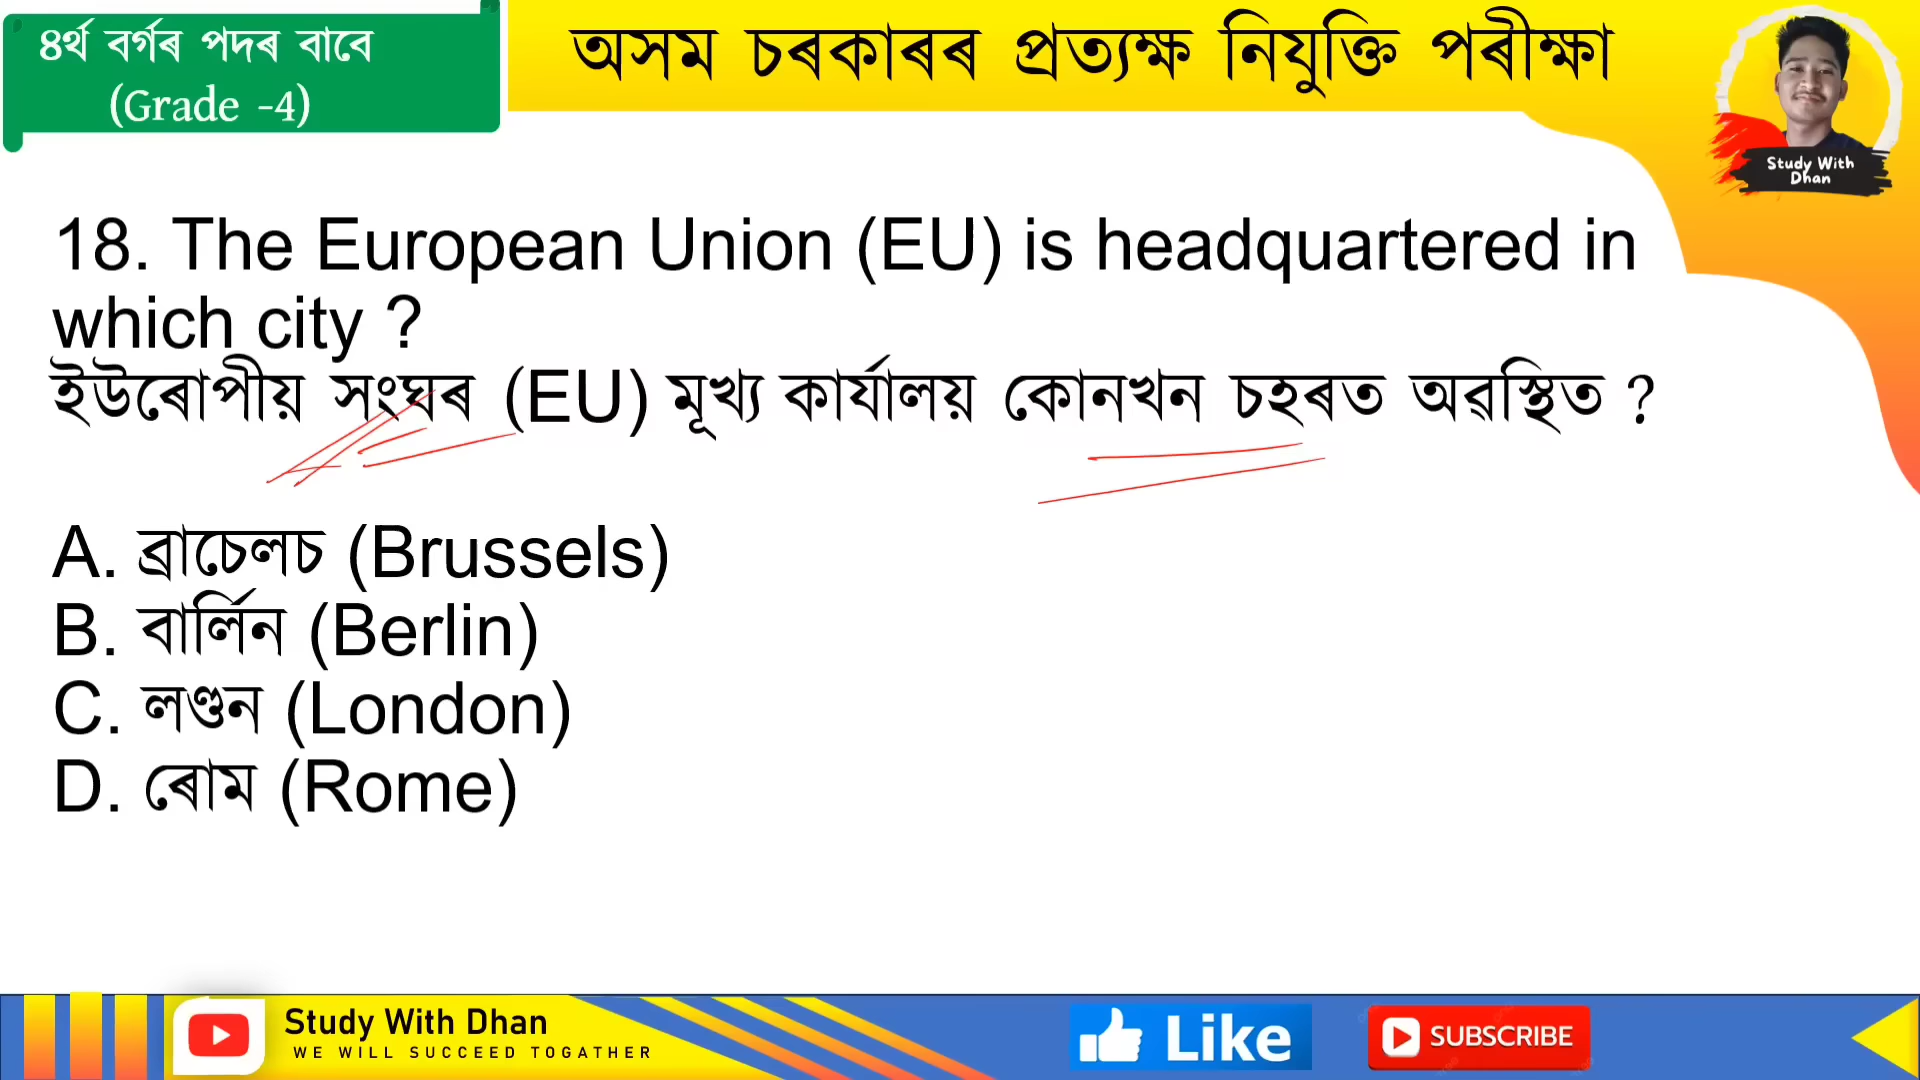 ৪ৰ্থ বৰ্গৰ পদৰ বাবে
(Grade -4)
অসম চৰকাৰৰ প্ৰত্যক্ষ নিযুক্তি পৰীক্ষা
Study With
Dhan
18. The European Union (EU) is headquartered in
which city ?
ইউৰোপীয় সংঘৰ (EU) মূখ্য কাৰ্যালয় কোনখন চহৰত অৱস্থিত ?
A. ব্ৰাচেলচ (Brussels)
B. বাৰ্লিন (Berlin)
C. লণ্ডন (London)
D. ৰোম (Rome)
Study With Dhan
WE WILL SUCCEED TOGATHER
Like
SUBSCRIBE